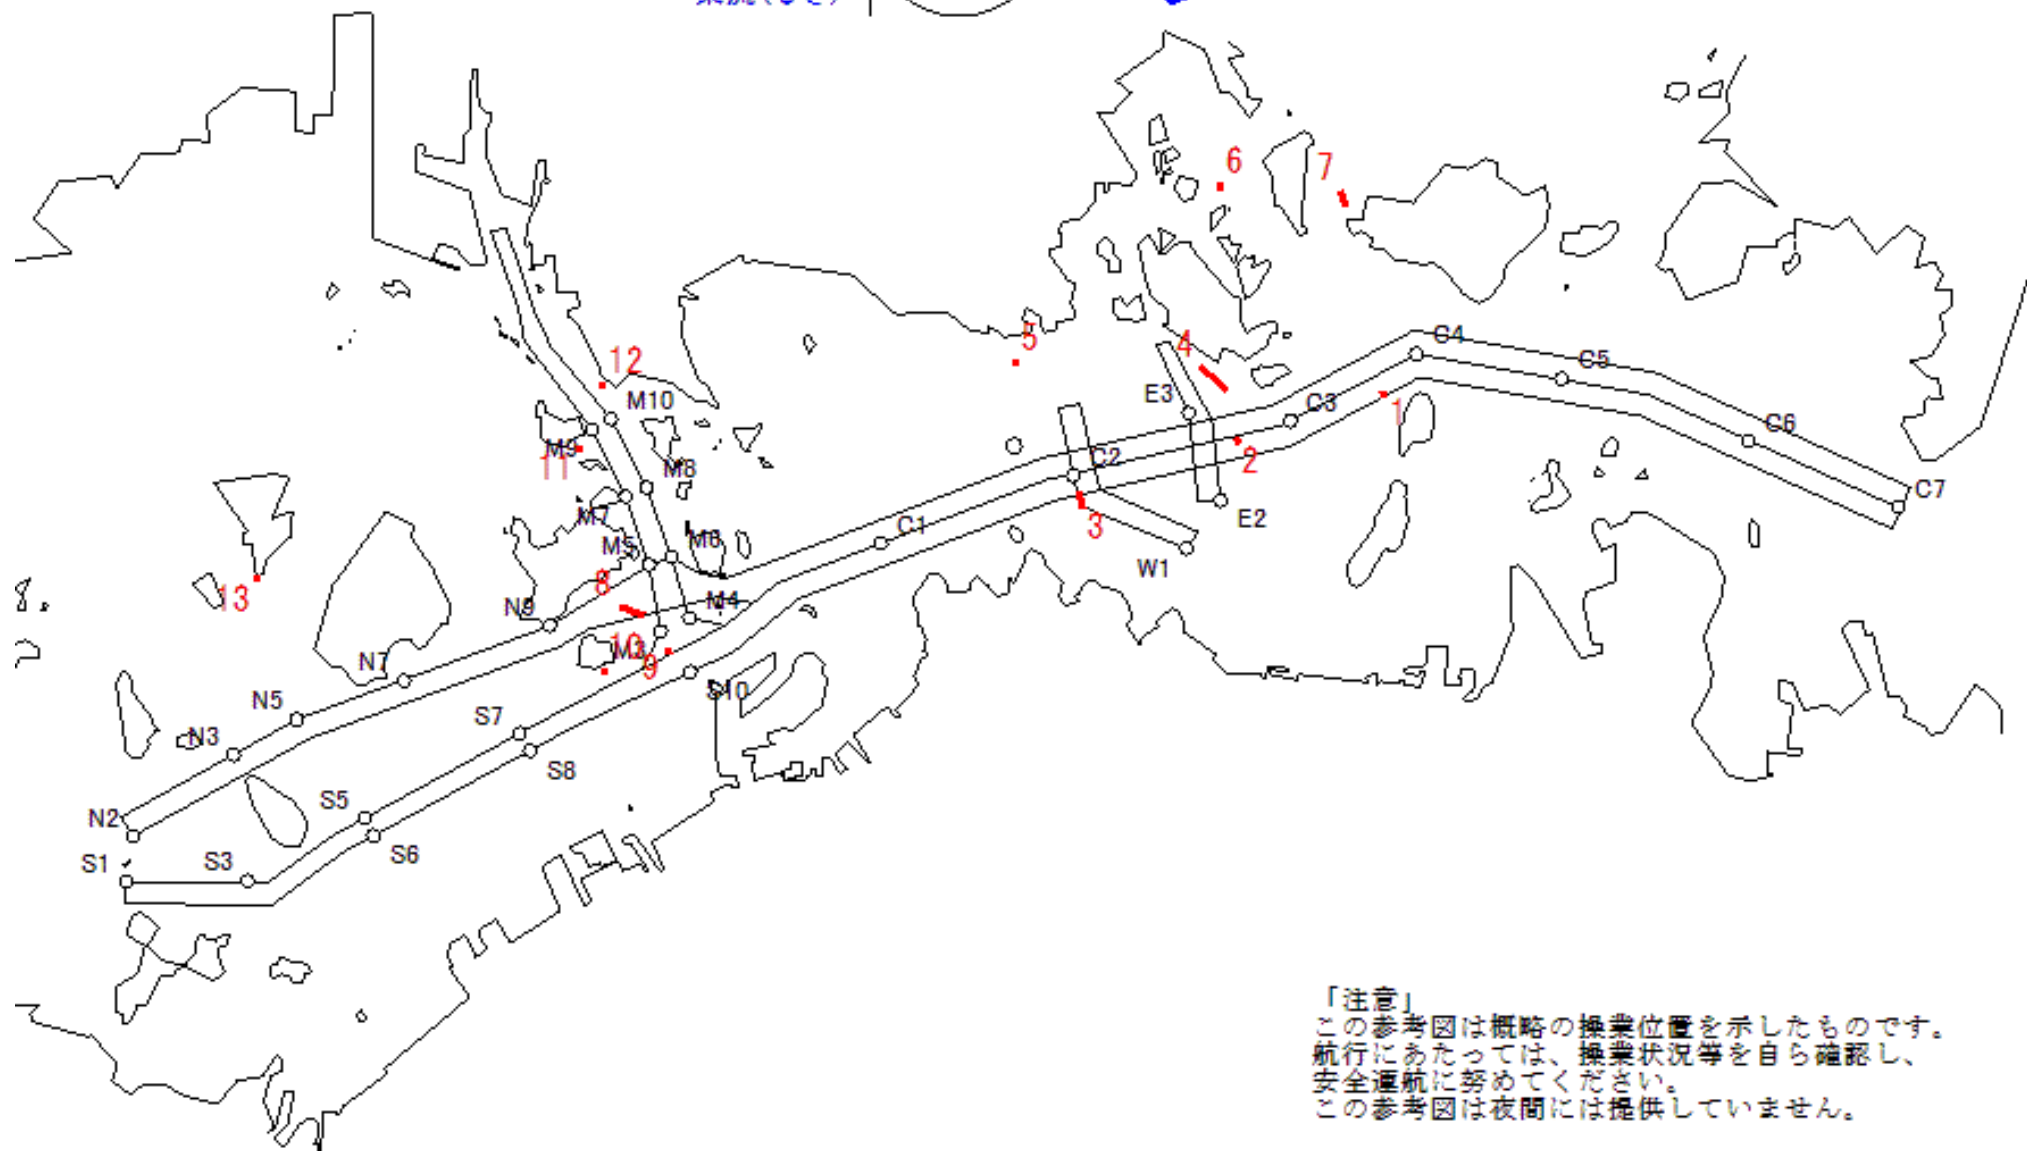 6
7
5
4
C4
C5
12
M10
E3
C3
1
C6
M9
11
M8
C2
2
C7
M7
3
E2
C1
M5
M6
W1
8
13
N9
M4
10
M3
9
N7
S10
N5
S7
N3
S8
S5
N2
S6
S1
S3
「注意」
この参考図は概略の操業位置を示したものです。
航行にあたっては、操業状況等を自ら確認し、
安全運航に努めてください。
この参考図は夜間には提供していません。